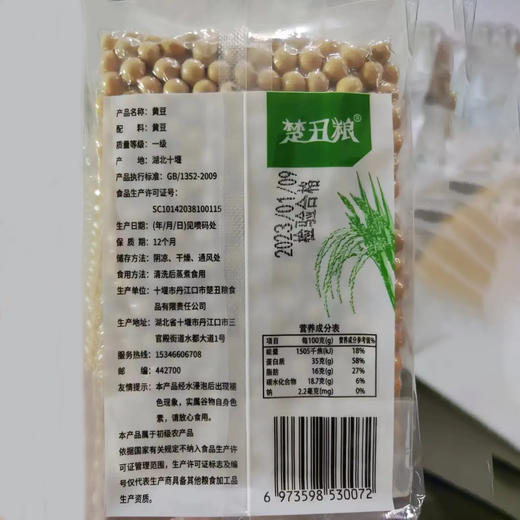 产品名称：黄豆
配    料：黄豆
质量等级：一级
产    地：湖北十堰
产品执行标准：GB/1352-2009
食品生产许可证号：
SC10142038100115
生产日期：(年/月/日)见喷码处
保 质 期：12个月
储存方法：阴凉、干燥、通风处
食用方法：清洗后蒸煮食用
生产单位：十堰市丹江口市楚丑粮食
品有限责任公司
生产地址：湖北省十堰市丹江口市三
官殿街道水都大道1号
服务热线：15346606708
邮    编：442700
友情提示：本产品经水浸泡后出现褪
色现象，实属谷物自身色
素，请放心食用。
本产品属于初级农产品
依据国家有关规定不纳入食品生产许
可证管理范围，生产许可证标志及编
号仅代表生产商具备其他粮食加工品
生产资质。
楚丑粮®
2023/01/09
检验合格
营养成分表
项目 每100克(g) 营养成分参考值%
能量 1505千焦(kJ) 18%
蛋白质 35克(g) 58%
脂肪 16克(g) 27%
碳水化合物 18.7克(g) 6%
钠 2.2毫克(mg) 0%
6 973598 530072